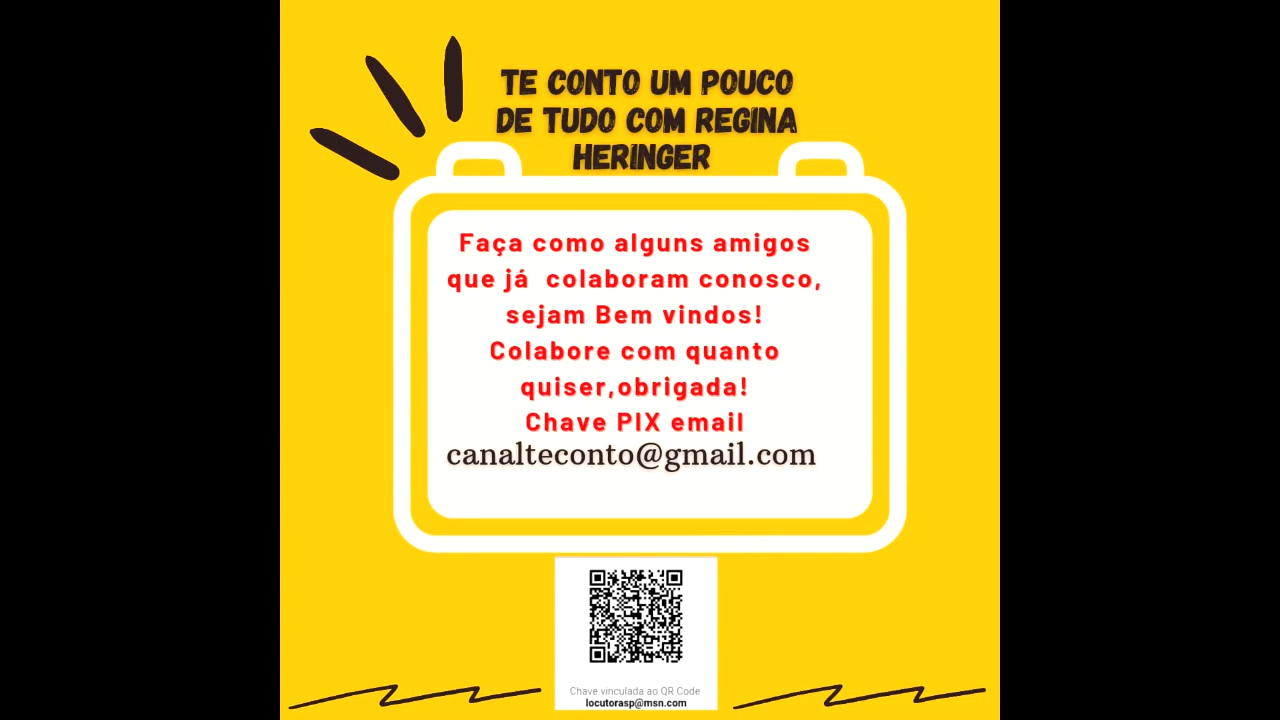 TE CONTO UM POUCO
DE TUDO COM REGINA
HERINGER
Faça como alguns amigos
que já colaboram conosco,
sejam Bem vindos!
Colabore com quanto
quiser,obrigada!
Chave PIX email
canalteconto@gmail.com
Chave vinculada ao QR Code
locutorasp@msn.com